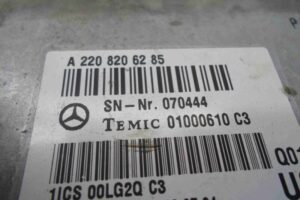 A 220 820 62 85
SN-Nr. 070444
TEMIC 01000610 C3
1ICS 00LG2Q C3